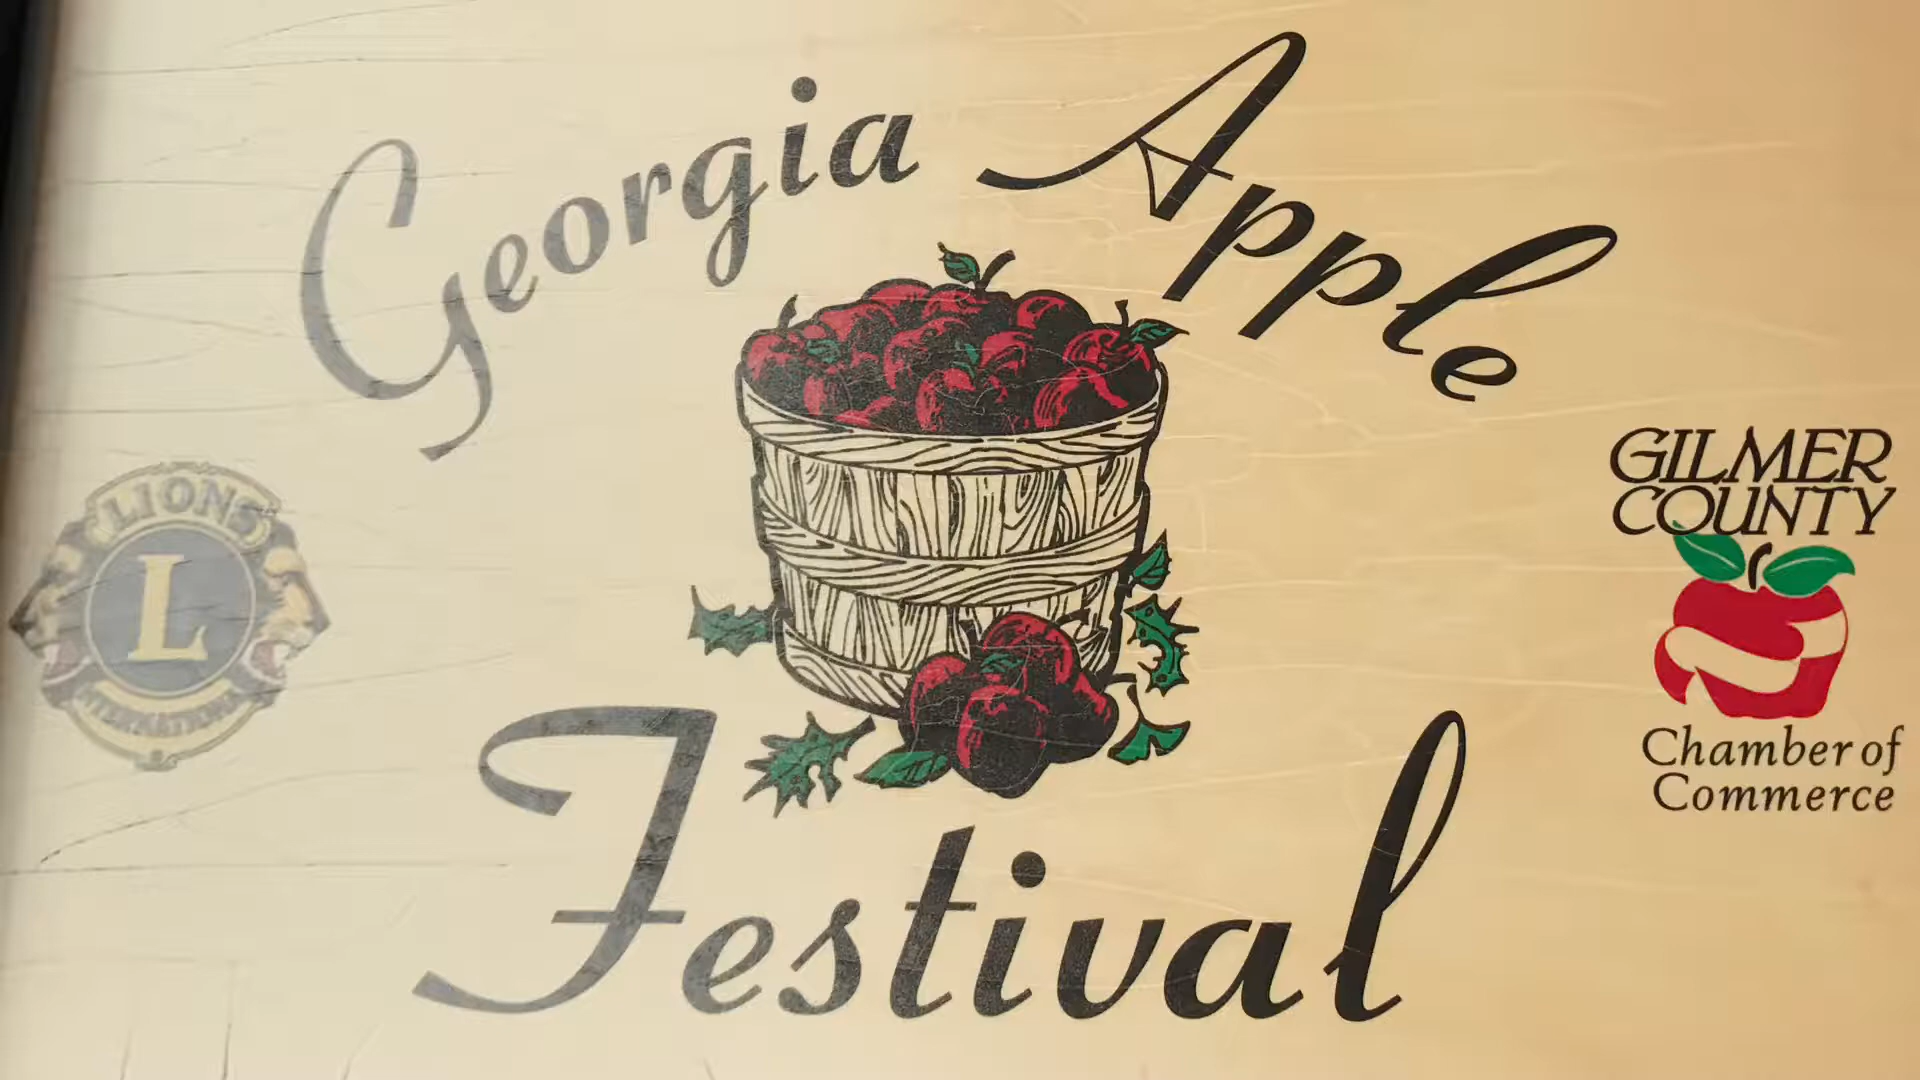 Georgia Apple
Festival
LIONS
L
INTERNATIONAL
GILMER
COUNTY
Chamber of
Commerce